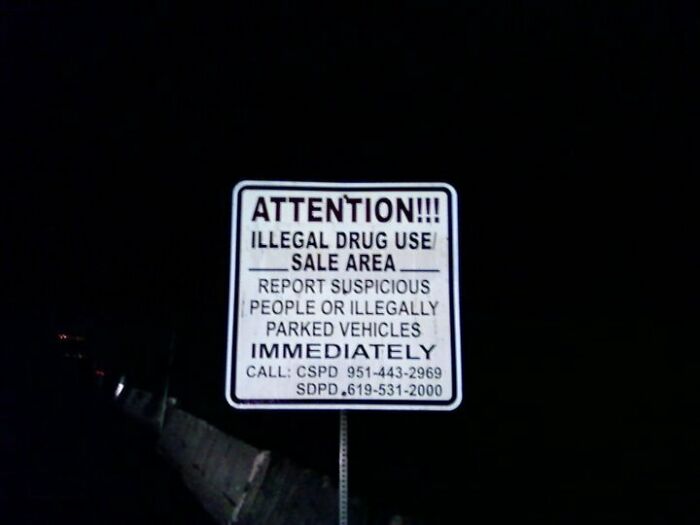 ATTENTION!!!
ILLEGAL DRUG USE/
SALE AREA
REPORT SUSPICIOUS
PEOPLE OR ILLEGALLY
PARKED VEHICLES
IMMEDIATELY
CALL: CSPD 951-443-2969
SDPD 619-531-2000